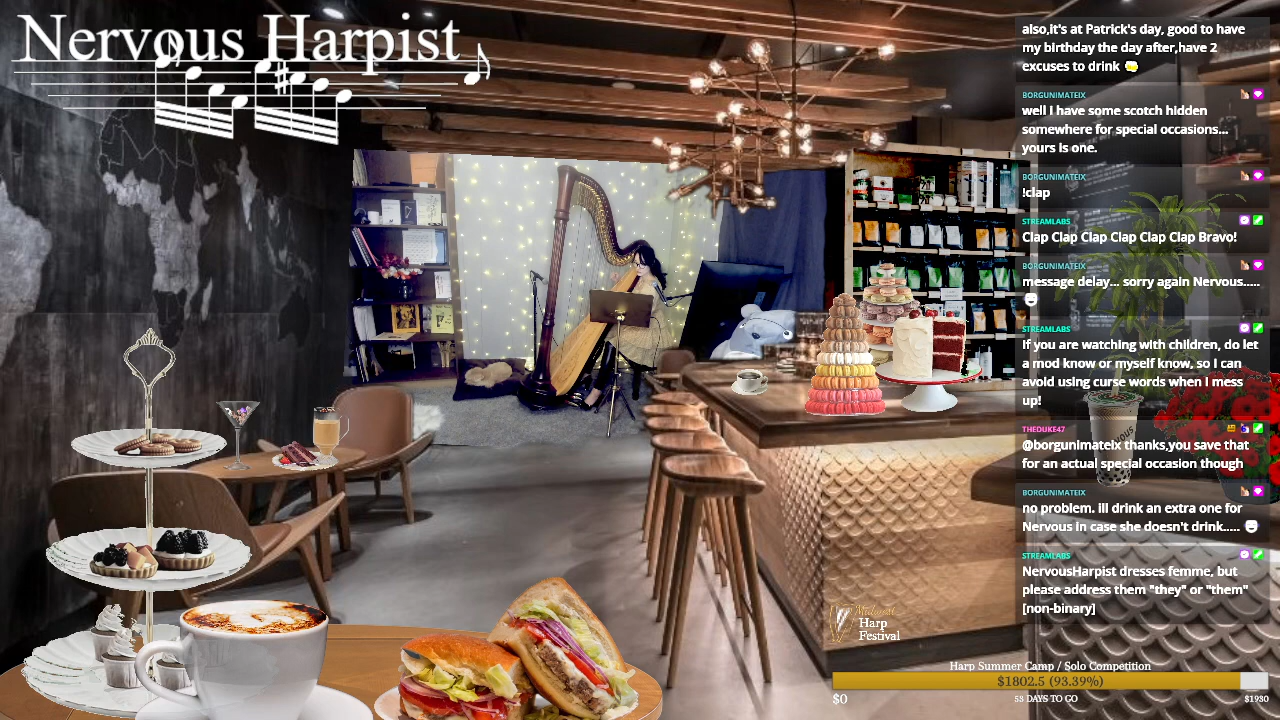 Nervous Harpist
also,it's at Patrick's day, good to have
my birthday the day after,have 2
excuses to drink
BORGUNIMATEIX
well I have some scotch hidden
somewhere for special occasions...
yours is one.
BORGUNIMATEIX
!clap
STREAMLABS
Clap Clap Clap Clap Clap Clap Bravo!
BORGUNIMATEIX
message delay... sorry again Nervous.....
STREAMLABS
If you are watching with children, do let
a mod know or myself know, so I can
avoid using curse words when I mess
up!
THEDUKE47
@borgunimateix thanks,you save that
for an actual special occasion though
BORGUNIMATEIX
no problem. ill drink an extra one for
Nervous in case she doesn't drink.....
STREAMLABS
NervousHarpist dresses femme, but
please address them "they" or "them"
[non-binary]
Midwest
Harp
Festival
Harp Summer Camp / Solo Competition
$1802.5 (93.39%)
$0
53 DAYS TO GO
$1930